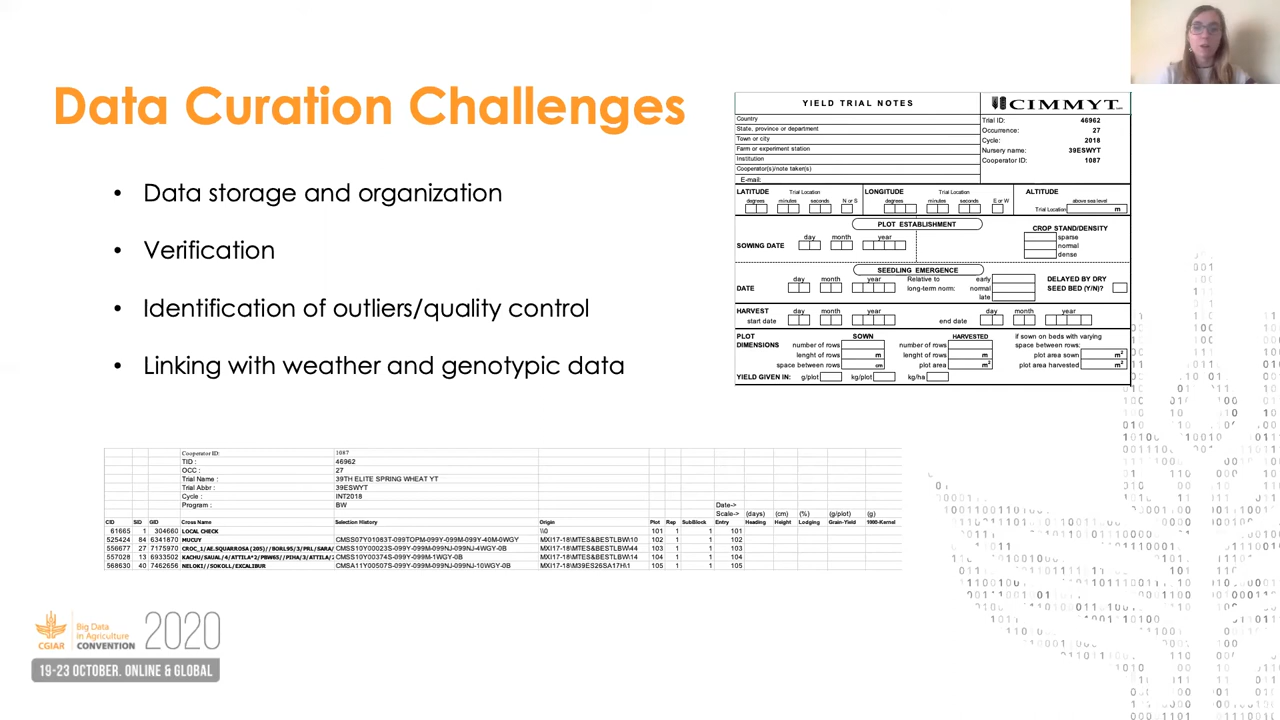 Data Curation Challenges
• Data storage and organization
• Verification
• Identification of outliers/quality control
• Linking with weather and genotypic data
YIELD TRIAL NOTES
CIMMYT
Country
State, province or department
Town or city
Farm or experiment station
Institution
Cooperator(s)/note taker(s)
E-mail:
Trial ID: 46962
Occurrence: 27
Cycle: 2018
Nursery name: 39ESWYT
Cooperator ID: 1087
LATITUDE Trial Location LONGITUDE Trial Location ALTITUDE
degrees minutes seconds N or S degrees minutes seconds E or W above sea level
Trial Location m
PLOT ESTABLISHMENT
SOWING DATE day month year
CROP STAND/DENSITY
sparse
normal
dense
SEEDLING EMERGENCE
DATE day month year
Relative to long-term norm: early
normal
late
DELAYED BY DRY
SEED BED (Y/N)?
HARVEST day month year day month year
start date end date
PLOT DIMENSIONS SOWN HARVESTED If sown on beds with varying
number of rows number of rows space between rows:
lenght of rows m lenght of rows m plot area sown m²
space between rows cm plot area m² plot area harvested m²
YIELD GIVEN IN: g/plot kg/plot kg/ha
Cooperator ID: 1087
TID : 46962
OCC : 27
Trial Name : 39TH ELITE SPRING WHEAT YT
Trial Abbr : 39ESWYT
Cycle : INT2018
Program : BW
Date->
Scale-> (days) (cm) (%) (g/plot) (g)
CID SID GID Cross Name Selection History Origin Plot Rep SubBlock Entry Heading Height Lodging Grain-Yield 1000-Kernel
61665 1 304660 LOCAL CHECK 101 1 1 101
525424 84 6341870 MUCUY CMSS07Y01083T-099TOPM-099Y-099M-099Y-40M-0WGY MXI17-18\MTES&BESTLBW\10 102 1 1 102
556677 27 7175970 CROC_1/AE.SQUARROSA (205)//BORL95/3/PRL/SARA/ CMSS10Y00023S-099Y-099M-099NJ-099NJ-4WGY-0B MXI17-18\MTES&BESTLBW\44 103 1 1 103
557028 13 6933502 KACHU/SAUAL/4/ATTILA*2/PBW65//PIHA/3/ATTILA/2 CMSS10Y00374S-099Y-099M-1WGY-0B MXI17-18\MTES&BESTLBW\14 104 1 1 104
568630 40 7462656 NELOKI//SOKOLL/EXCALIBUR CMSA11Y00507S-099Y-099M-099NJ-099NJ-10WGY-0B MXI17-18\M39ES26SA17H\1 105 1 1 105
CGIAR
Big Data
in Agriculture
CONVENTION
2020
19-23 OCTOBER. ONLINE & GLOBAL